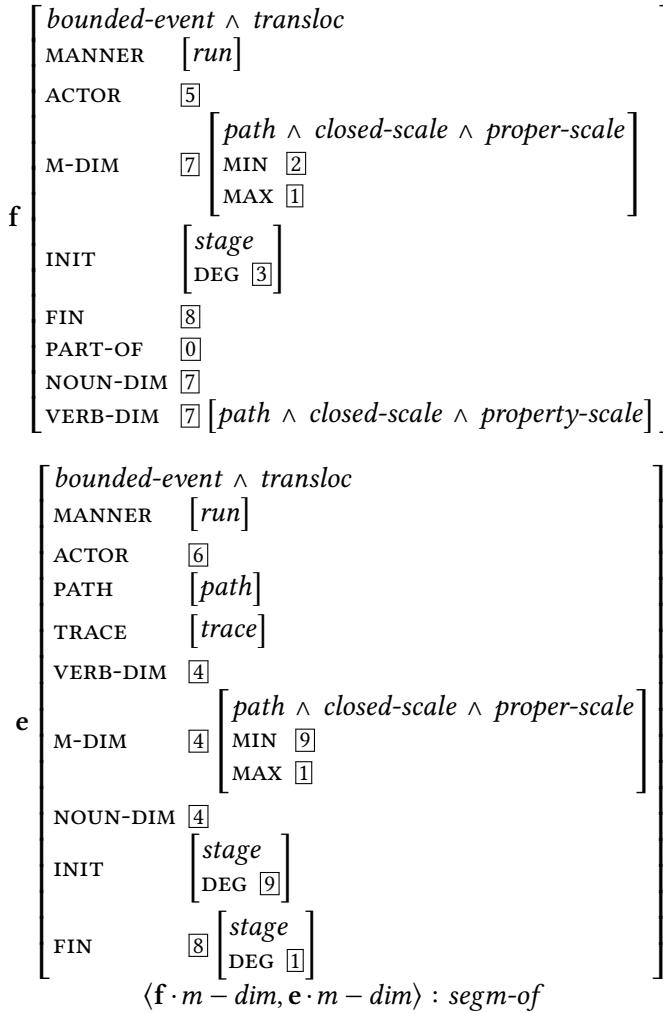 bounded-event ∧ transloc
MANNER [run]
ACTOR 5
path ∧ closed-scale ∧ proper-scale
M-DIM 7 MIN 2
MAX 1
f
stage
INIT
DEG 3
FIN 8
PART-OF 0
NOUN-DIM 7
VERB-DIM 7 [path ∧ closed-scale ∧ property-scale]
bounded-event ∧ transloc
MANNER [run]
ACTOR 6
PATH [path]
TRACE [trace]
VERB-DIM 4
path ∧ closed-scale ∧ proper-scale
e
M-DIM 4 MIN 9
MAX 1
NOUN-DIM 4
stage
INIT
DEG 9
stage
FIN 8
DEG 1
⟨f · m − dim, e · m − dim⟩ : segm-of